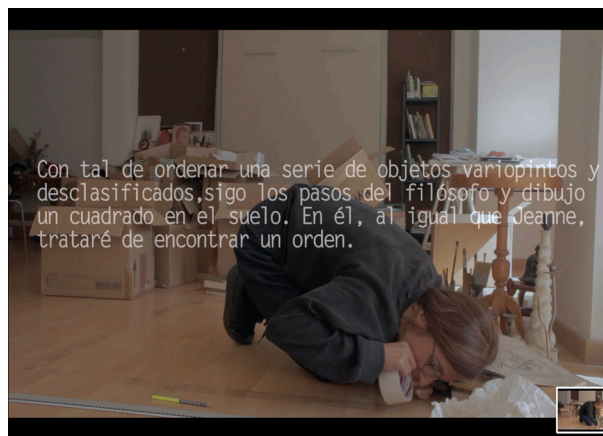 Con tal de ordenar una serie de objetos variopintos y
desclasificados,sigo los pasos del filósofo y dibujo
un cuadrado en el suelo. En él, al igual que Jeanne,
trataré de encontrar un orden.